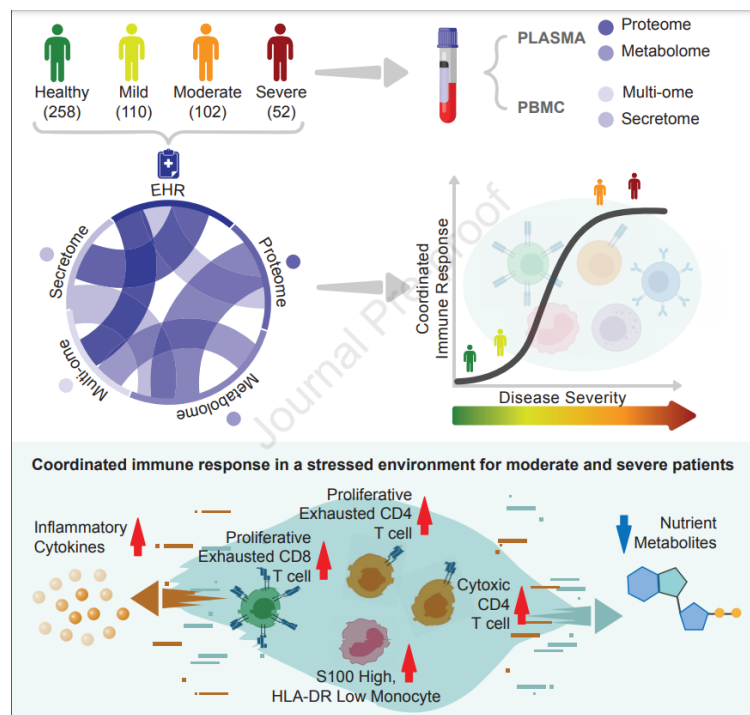 Healthy
(258)
Mild
(110)
Moderate
(102)
Severe
(52)
PLASMA
PBMC
Proteome
Metabolome
Multi-ome
Secretome
EHR
Secretome
Proteome
Multi-ome
Metabolome
Coordinated
Immune Response
Disease Severity
Journal Pre-proof
Coordinated immune response in a stressed environment for moderate and severe patients
Inflammatory
Cytokines
Proliferative
Exhausted CD8
T cell
Proliferative
Exhausted CD4
T cell
Cytoxic
CD4
T cell
S100 High,
HLA-DR Low Monocyte
Nutrient
Metabolites